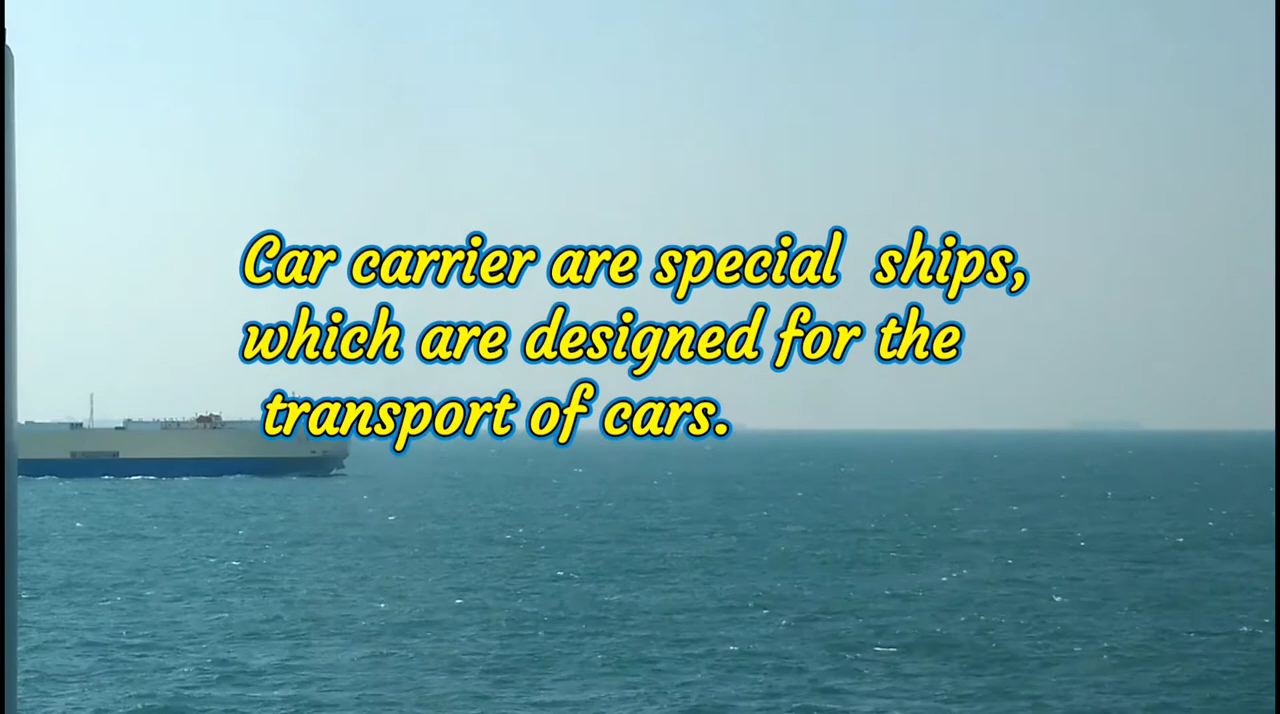 Car carrier are special  ships,
which are designed for the
transport of cars.